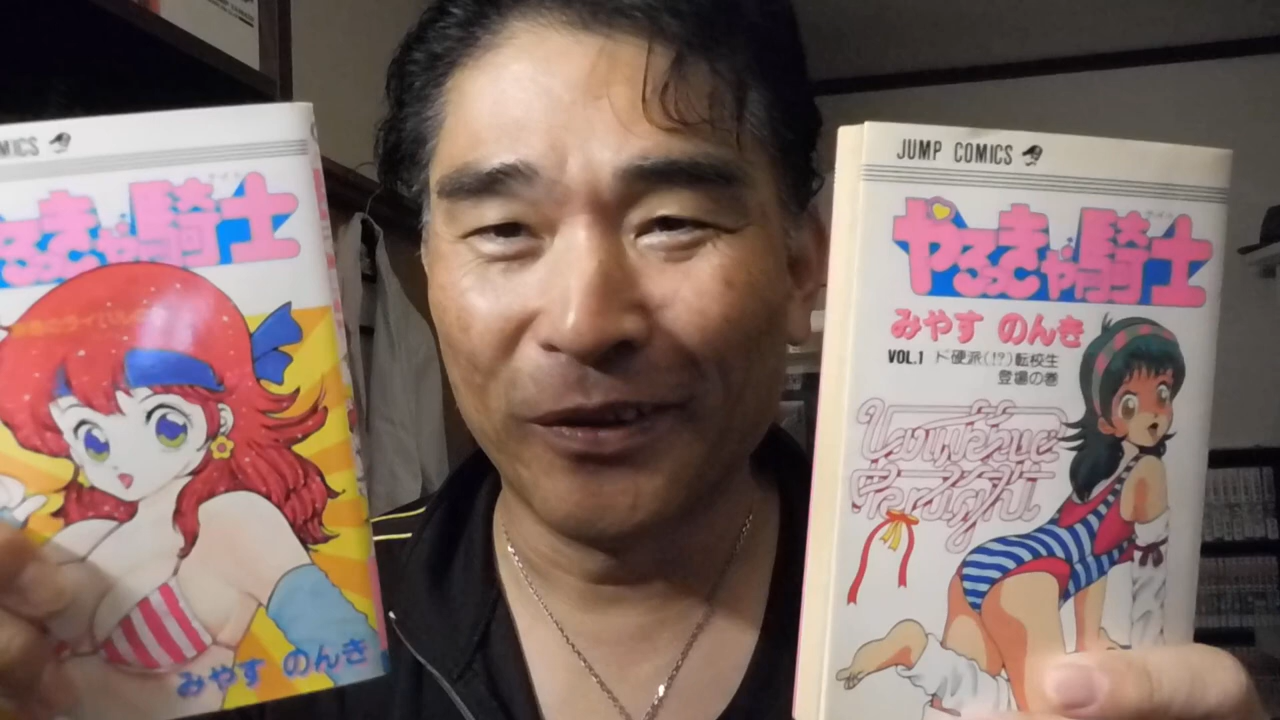 MICS
るっきゃ騎士
みやす のんき
JUMP COMICS
やるっきゃ騎士
みやす のんき
VOL.1 ド硬派(!?)転校生
登場の巻